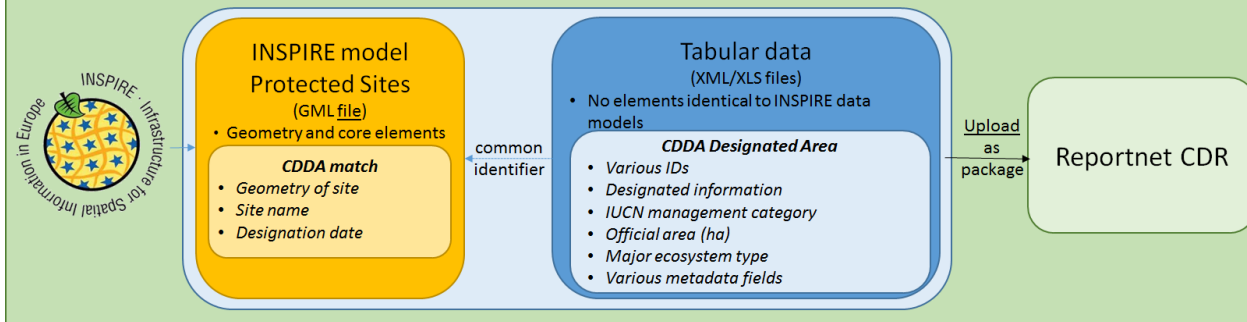 INSPIRE · Infrastructure for Spatial Information in Europe
INSPIRE model
Protected Sites
(GML file)
• Geometry and core elements
CDDA match
• Geometry of site
• Site name
• Designation date
common
identifier
Tabular data
(XML/XLS files)
• No elements identical to INSPIRE data
models
CDDA Designated Area
• Various IDs
• Designated information
• IUCN management category
• Official area (ha)
• Major ecosystem type
• Various metadata fields
Upload
as
package
Reportnet CDR